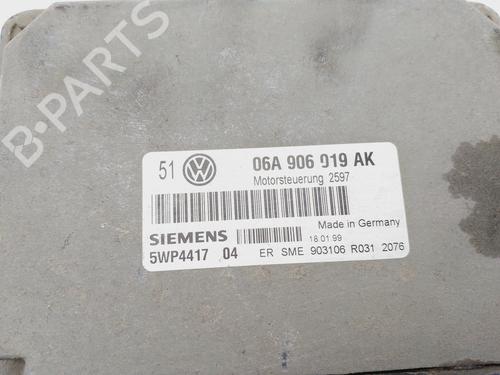 B-PARTS
51 06A 906 019 AK
Motorsteuerung 2597
Made in Germany
SIEMENS 18.01.99
5WP4417 04 ER SME 903106 R031 2076